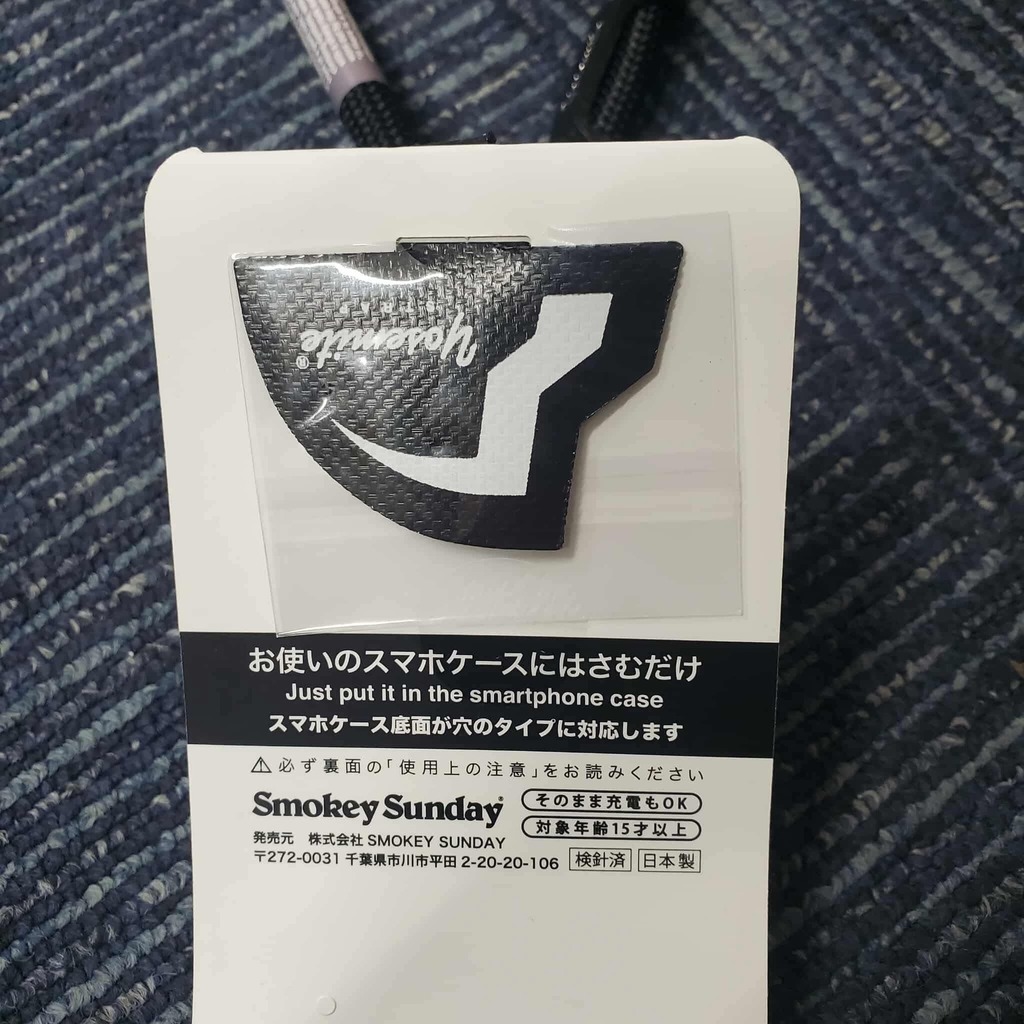 Yosemite®
STRAP
お使いのスマホケースにはさむだけ
Just put it in the smartphone case
スマホケース底面が穴のタイプに対応します
⚠必ず裏面の「使用上の注意」をお読みください
Smokey Sunday®
そのまま充電もOK
対象年齢15才以上
発売元 株式会社 SMOKEY SUNDAY
〒272-0031 千葉県市川市平田 2-20-20-106 検針済 日本製